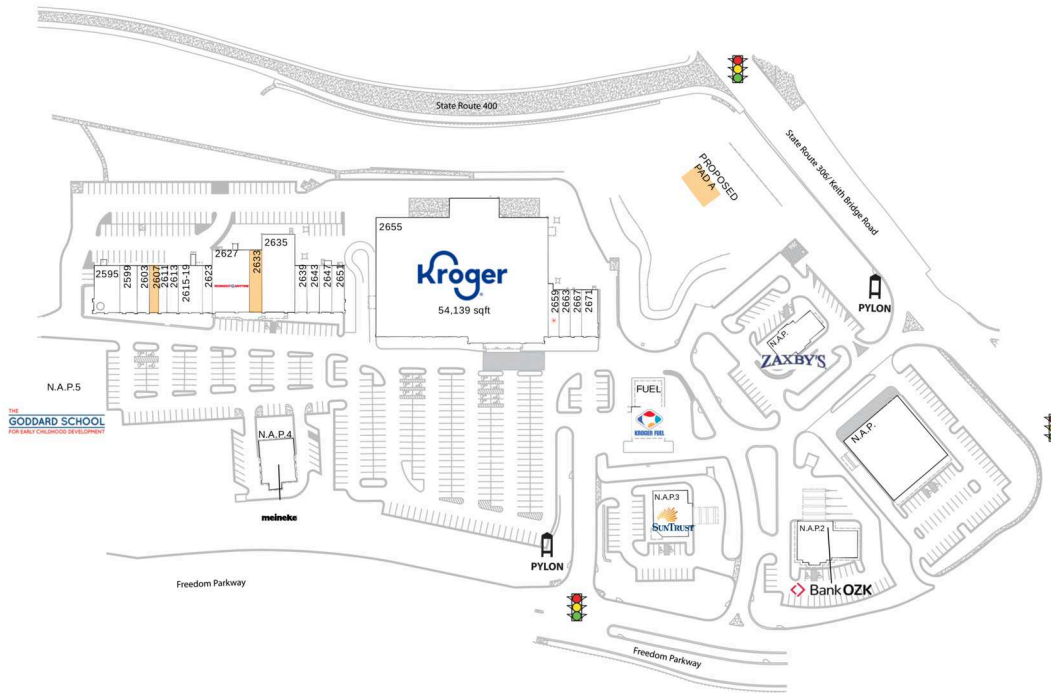 State Route 400
State Route 306/ Keith Bridge Road
PROPOSED
PAD A
2655
Kroger
54,139 sqft
2595
2599
2603
2607
2611
2613
2615-19
2623
2627
2633
2635
2639
2643
2647
2651
2659
2663
2667
2671
PYLON
N.A.P.
ZAXBY'S
N.A.P.5
THE
GODDARD SCHOOL
FOR EARLY CHILDHOOD DEVELOPMENT
N.A.P.4
meineke
FUEL
KROGER FUEL
N.A.P.
N.A.P.3
SUNTRUST
N.A.P.2
Bank OZK
PYLON
Freedom Parkway
Freedom Parkway